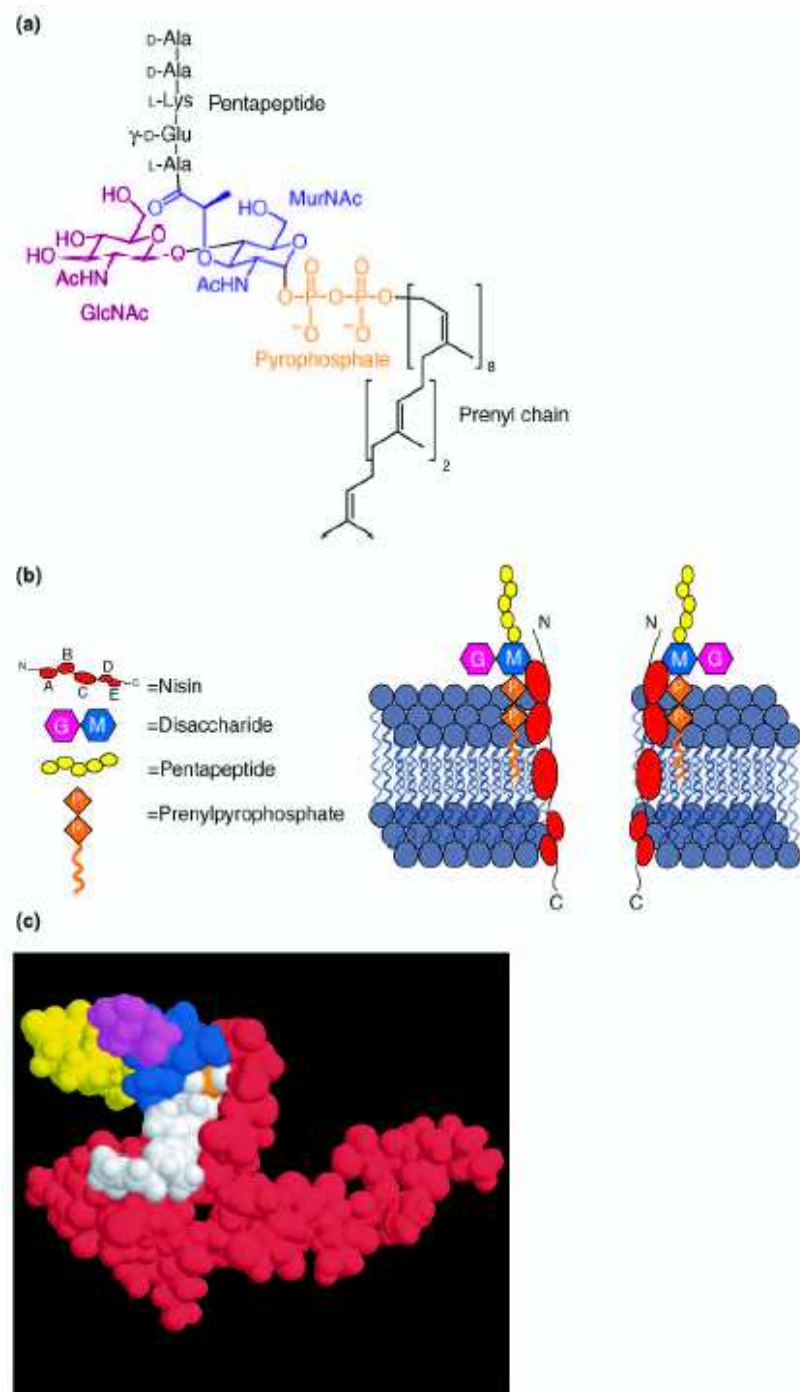 (a)
D-Ala
D-Ala
L-Lys Pentapeptide
γ-D-Glu
L-Ala
HO O MurNAc
HO
HO O O O O
HO AcHN O AcHN O O
GlcNAc O-P-O-P-O
-O -O
Pyrophosphate
8
Prenyl chain
2
(b)
N B D C
A C E
=Nisin
G M =Disaccharide
=Pentapeptide
P
P =Prenylpyrophosphate
N N
G M M G
P P
P P
C C
(c)